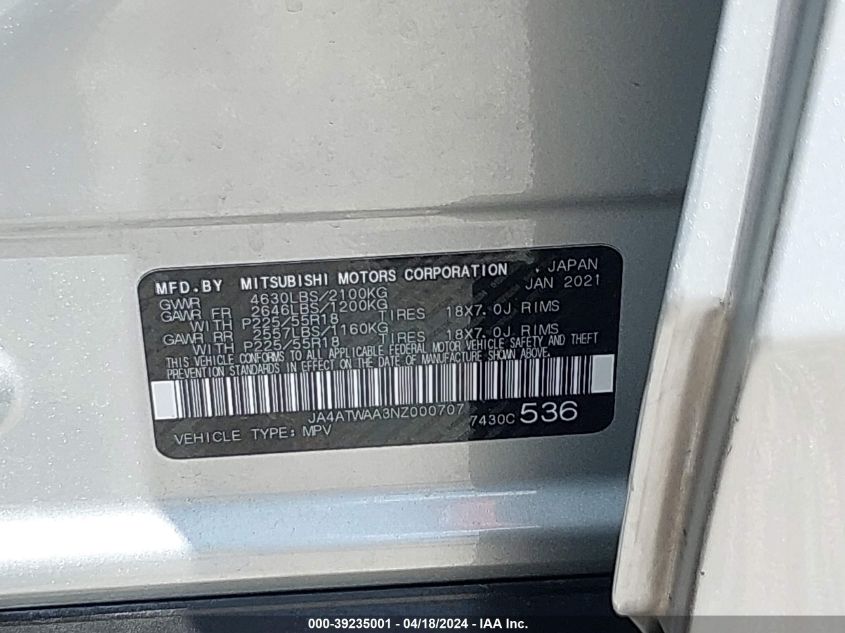 MFD.BY MITSUBISHI MOTORS CORPORATION , JAPAN
GVWR 4630LBS/2100KG JAN 2021
GAWR FR 2646LBS/1200KG
WITH P225/55R18 TIRES 18X7.0J RIMS
GAWR RR 2557LBS/1160KG
WITH P225/55R18 TIRES 18X7.0J RIMS
THIS VEHICLE CONFORMS TO ALL APPLICABLE FEDERAL MOTOR VEHICLE SAFETY AND THEFT
PREVENTION STANDARDS IN EFFECT ON THE DATE OF MANUFACTURE SHOWN ABOVE.
JA4ATWAA3NZ000707 7430C 536
VEHICLE TYPE: MPV
000-39235001 - 04/18/2024 - IAA Inc.